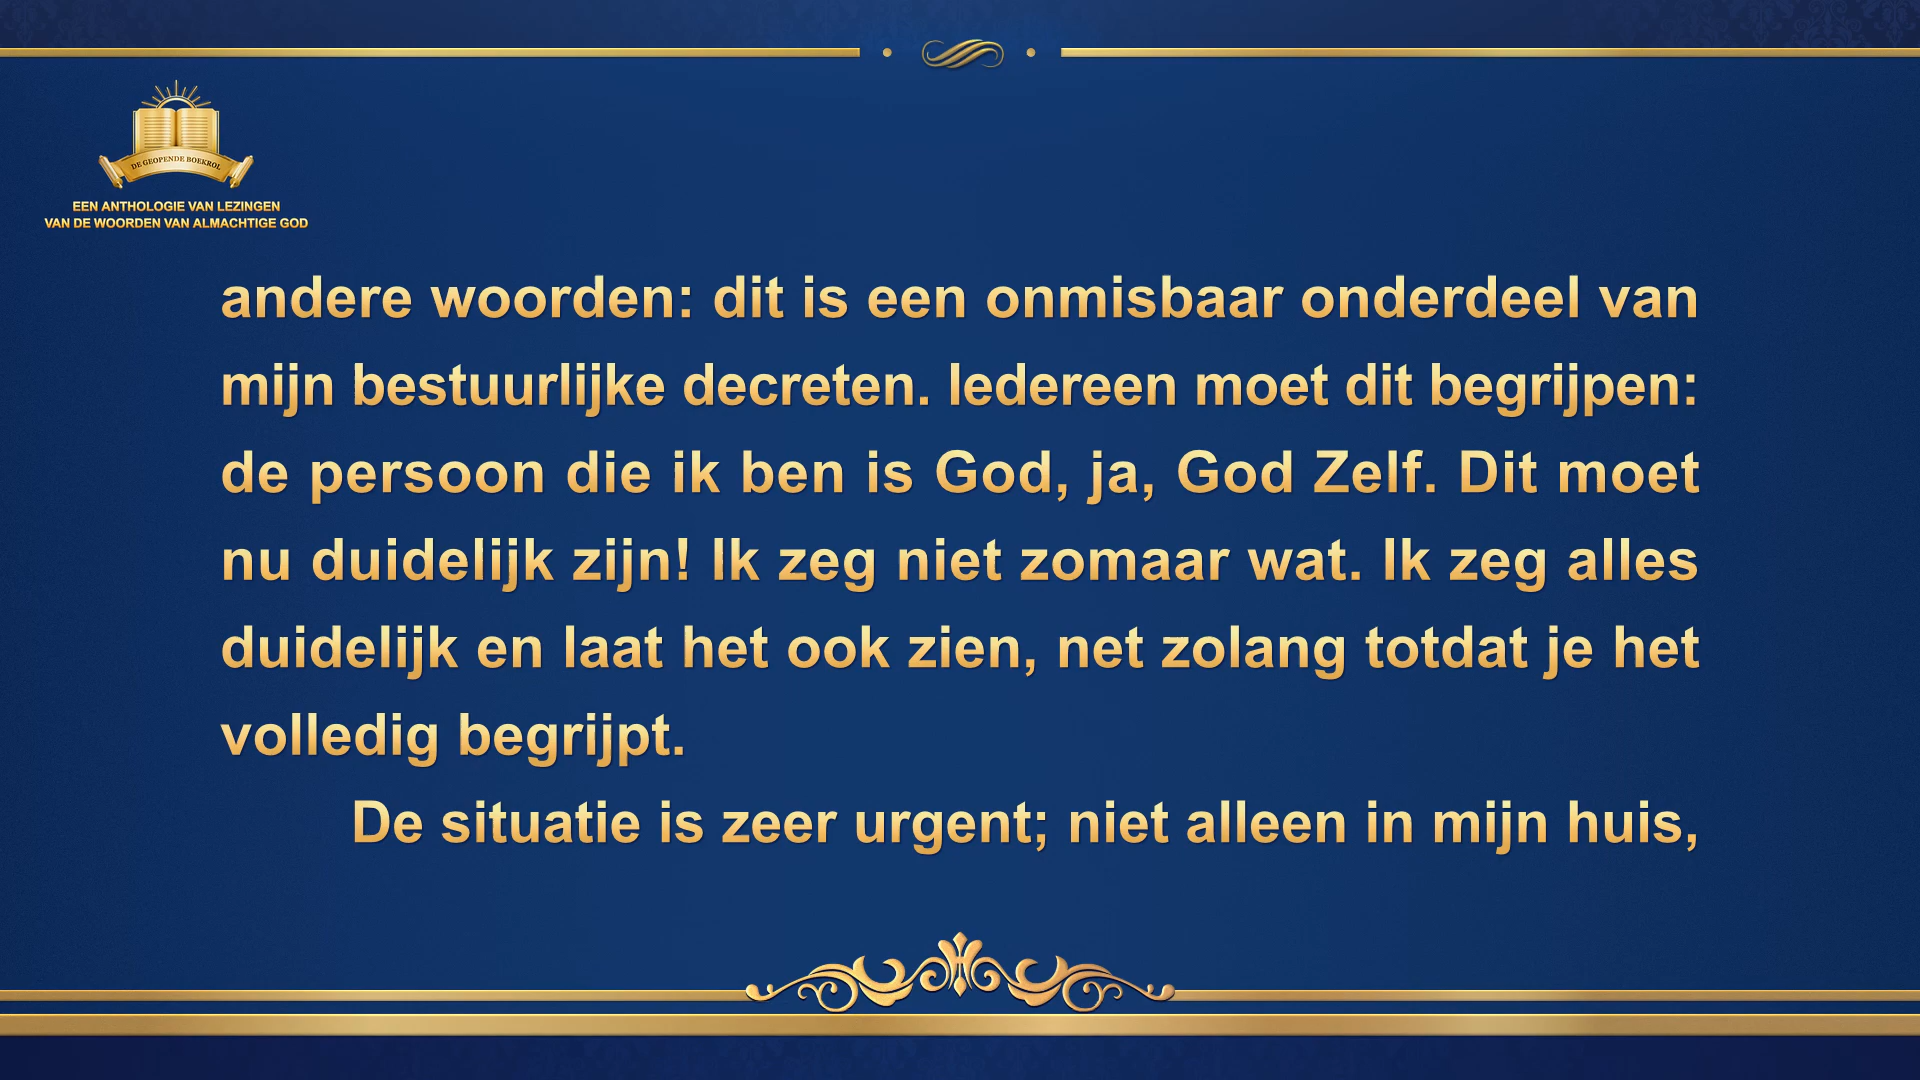 DE GEOPENDE BOEKROL
EEN ANTHOLOGIE VAN LEZINGEN
VAN DE WOORDEN VAN ALMACHTIGE GOD
andere woorden: dit is een onmisbaar onderdeel van
mijn bestuurlijke decreten. Iedereen moet dit begrijpen:
de persoon die ik ben is God, ja, God Zelf. Dit moet
nu duidelijk zijn! Ik zeg niet zomaar wat. Ik zeg alles
duidelijk en laat het ook zien, net zolang totdat je het
volledig begrijpt.
De situatie is zeer urgent; niet alleen in mijn huis,